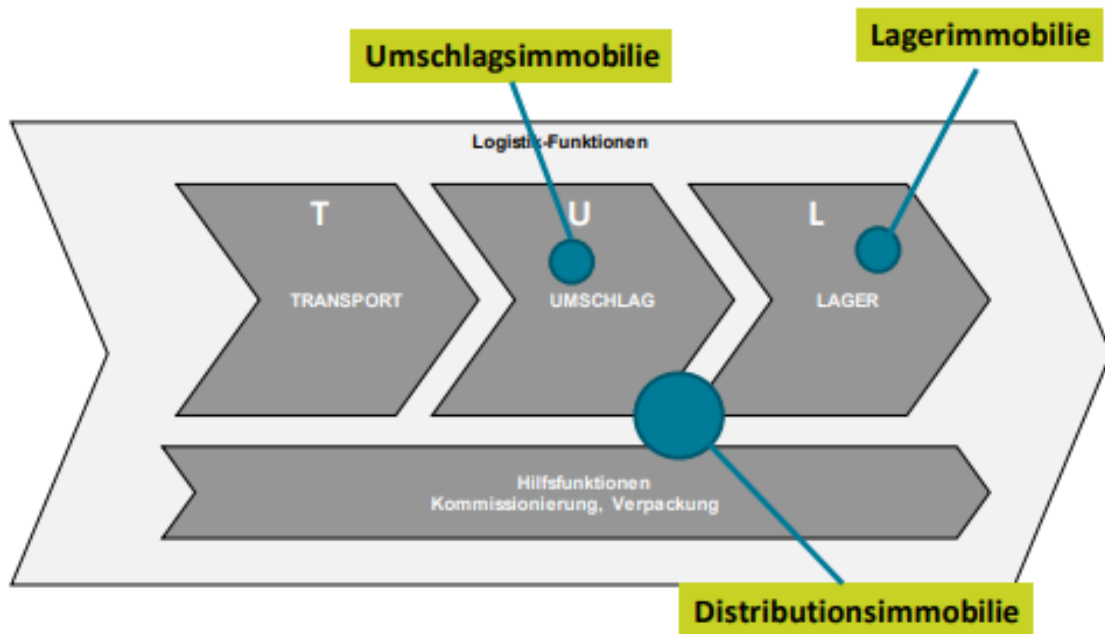 Umschlagsimmobilie
Lagerimmobilie
Logistik-Funktionen
T
U
L
TRANSPORT
UMSCHLAG
LAGER
Hilfsfunktionen
Kommissionierung, Verpackung
Distributionsimmobilie